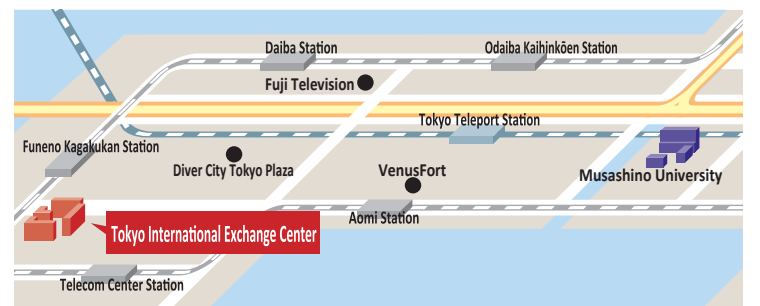 Daiba Station
Odaiba Kaihinkōen Station
Fuji Television
Tokyo Teleport Station
Funeno Kagakukan Station
Diver City Tokyo Plaza
VenusFort
Musashino University
Aomi Station
Tokyo International Exchange Center
Telecom Center Station